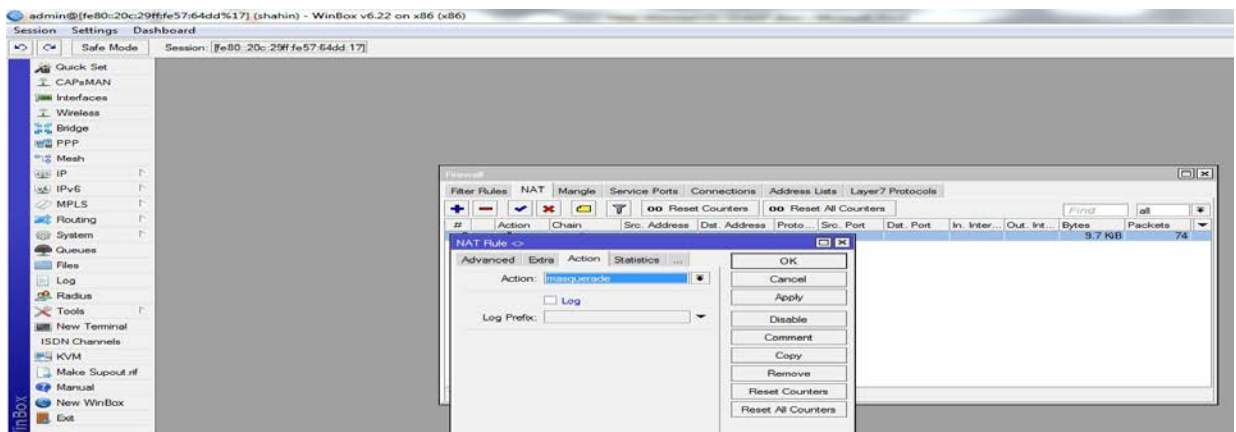 admin@[fe80::20c:29ff:fe57:64dd%17] (shahin) - WinBox v6.22 on x86 (x86)
Session Settings Dashboard
Safe Mode Session: [fe80::20c:29ff:fe57:64dd:17]
Quick Set
CAPsMAN
Interfaces
Wireless
Bridge
PPP
Mesh
IP
IPv6
MPLS
Routing
System
Queues
Files
Log
Radius
Tools
New Terminal
ISDN Channels
KVM
Make Supout.rif
Manual
New WinBox
Exit
Firewall
Filter Rules NAT Mangle Service Ports Connections Address Lists Layer7 Protocols
Reset Counters Reset All Counters Find all
# Action Chain Src. Address Dst. Address Proto... Src. Port Dst. Port In. Inter... Out. Int... Bytes Packets
9.7 KiB 74
NAT Rule <>
Advanced Extra Action Statistics ...
Action: masquerade
Log
Log Prefix:
OK
Cancel
Apply
Disable
Comment
Copy
Remove
Reset Counters
Reset All Counters